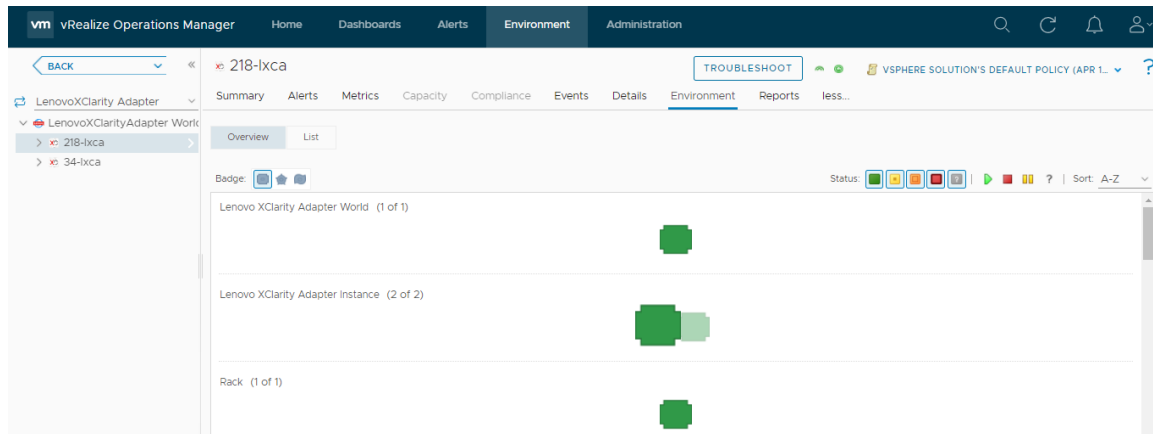 vm vRealize Operations Manager Home Dashboards Alerts Environment Administration
BACK
218-lxca
TROUBLESHOOT
VSPHERE SOLUTION'S DEFAULT POLICY (APR 1...
?
LenovoXClarity Adapter
Summary Alerts Metrics Capacity Compliance Events Details Environment Reports less...
LenovoXClarityAdapter World
218-lxca
34-lxca
Overview List
Badge:
Status: ? ? Sort: A-Z
Lenovo XClarity Adapter World (1 of 1)
Lenovo XClarity Adapter Instance (2 of 2)
Rack (1 of 1)